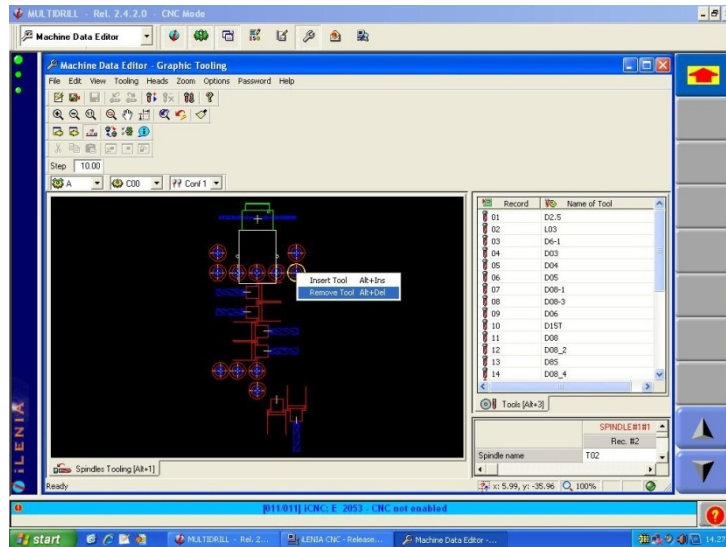 MULTIDRILL - Rel. 2.4.2.0 - CNC Mode
Machine Data Editor
Machine Data Editor - Graphic Tooling
File Edit View Tooling Heads Zoom Options Password Help
Step 10.00
A C00 Conf 1
Record Name of Tool
01 D2.5
02 L03
03 D6-1
04 D03
05 D04
06 D05
07 D08-1
08 D08-3
09 D06
10 D15T
11 D08
12 D08_2
13 D85
14 D08_4
Insert Tool Alt+Ins
Remove Tool Alt+Del
Tools [Alt+3]
SPINDLE#1#1
Rec. #2
Spindle name T02
Spindles Tooling [Alt+1]
Ready
x: 5.99, y: -35.96 100%
iLENIA
[011/011] iCNC: E 2053 - CNC not enabled
start
MULTIDRILL - Rel. 2...
iLENIA CNC - Release...
Machine Data Editor -...
14.27